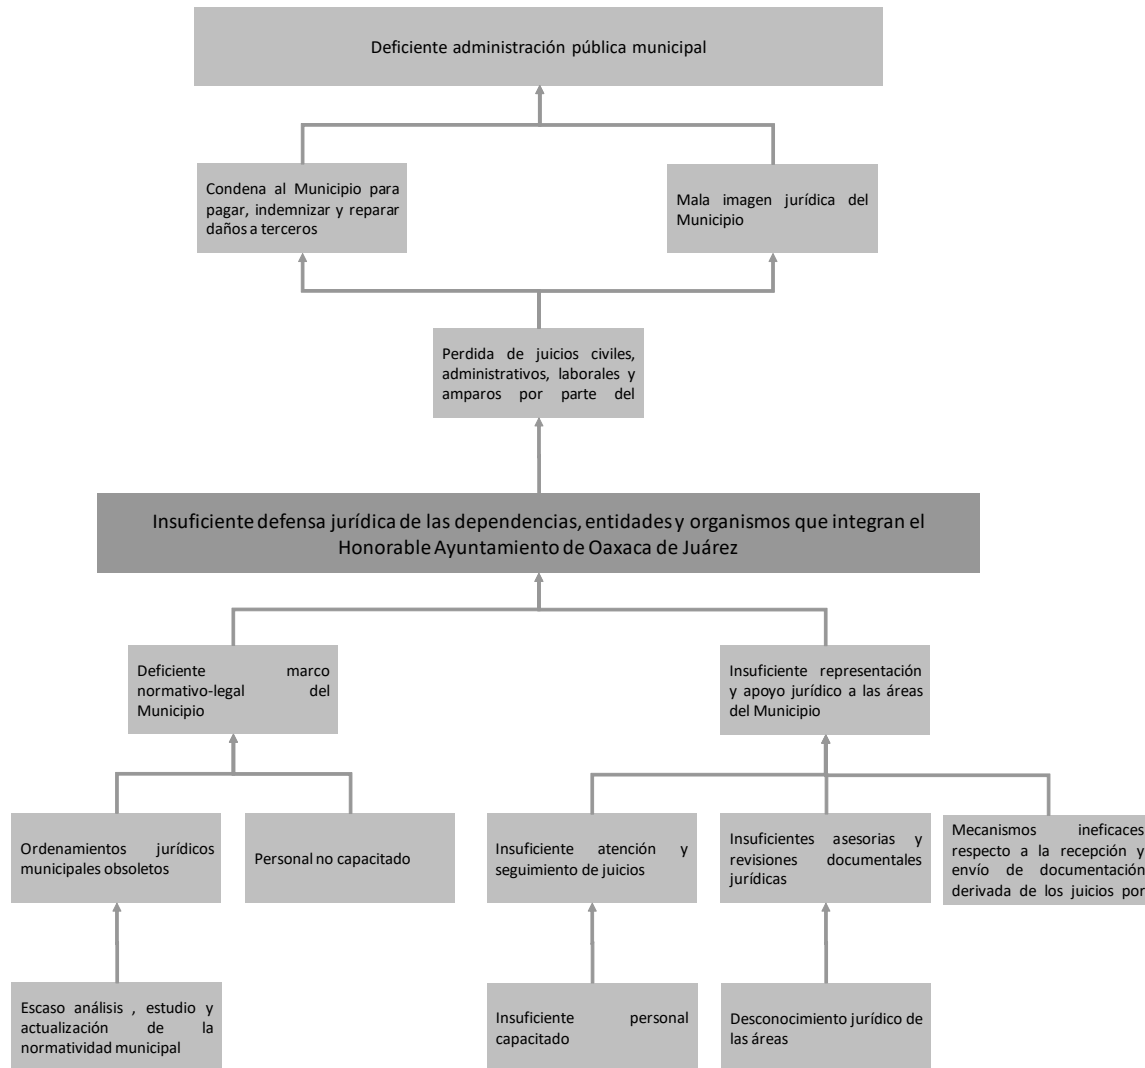 Deficiente administración pública municipal
Condena al Municipio para
pagar, indemnizar y reparar
daños a terceros
Mala imagen jurídica del
Municipio
Perdida de juicios civiles,
administrativos, laborales y
amparos por parte del
Insuficiente defensa jurídica de las dependencias, entidades y organismos que integran el
Honorable Ayuntamiento de Oaxaca de Juárez
Deficiente marco
normativo-legal del
Municipio
Insuficiente representación
y apoyo jurídico a las áreas
del Municipio
Ordenamientos jurídicos
municipales obsoletos
Personal no capacitado
Insuficiente atención y
seguimiento de juicios
Insuficientes asesorias y
revisiones documentales
jurídicas
Mecanismos ineficaces
respecto a la recepción y
envío de documentación
derivada de los juicios por
Escaso análisis , estudio y
actualización de la
normatividad municipal
Insuficiente personal
capacitado
Desconocimiento jurídico de
las áreas